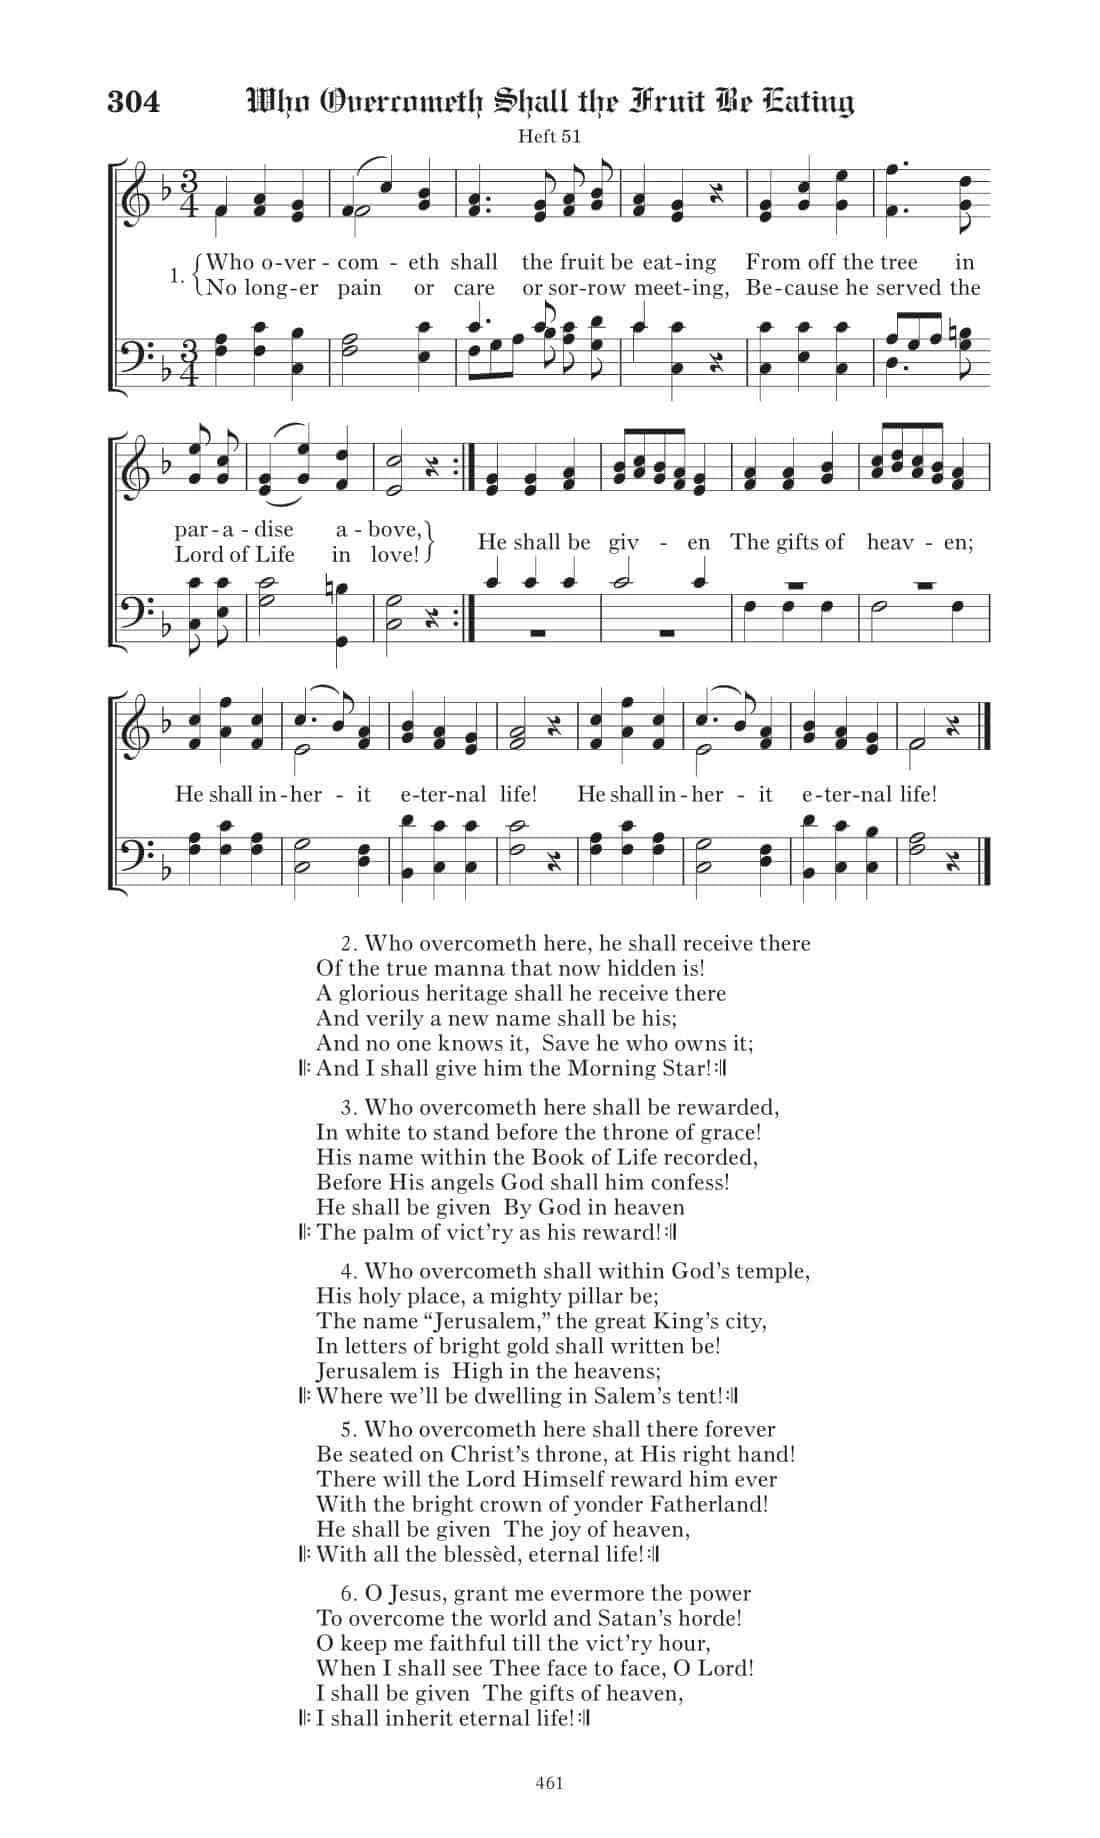 304 Who Overcometh Shall the Fruit Be Eating
Heft 51
1. {Who o-ver - com - eth shall the fruit be eat-ing From off the tree in
{No long-er pain or care or sor-row meet-ing, Be-cause he served the
par-a - dise a - bove,} He shall be giv - en The gifts of heav - en;
Lord of Life in love!}
He shall in-her - it e-ter-nal life! He shall in-her - it e-ter-nal life!
2. Who overcometh here, he shall receive there
Of the true manna that now hidden is!
A glorious heritage shall he receive there
And verily a new name shall be his;
And no one knows it, Save he who owns it;
𝄆 And I shall give him the Morning Star! 𝄇
3. Who overcometh here shall be rewarded,
In white to stand before the throne of grace!
His name within the Book of Life recorded,
Before His angels God shall him confess!
He shall be given By God in heaven
𝄆 The palm of vict’ry as his reward! 𝄇
4. Who overcometh shall within God’s temple,
His holy place, a mighty pillar be;
The name “Jerusalem,” the great King’s city,
In letters of bright gold shall written be!
Jerusalem is High in the heavens;
𝄆 Where we’ll be dwelling in Salem’s tent! 𝄇
5. Who overcometh here shall there forever
Be seated on Christ’s throne, at His right hand!
There will the Lord Himself reward him ever
With the bright crown of yonder Fatherland!
He shall be given The joy of heaven,
𝄆 With all the blessèd, eternal life! 𝄇
6. O Jesus, grant me evermore the power
To overcome the world and Satan’s horde!
O keep me faithful till the vict’ry hour,
When I shall see Thee face to face, O Lord!
I shall be given The gifts of heaven,
𝄆 I shall inherit eternal life! 𝄇
461